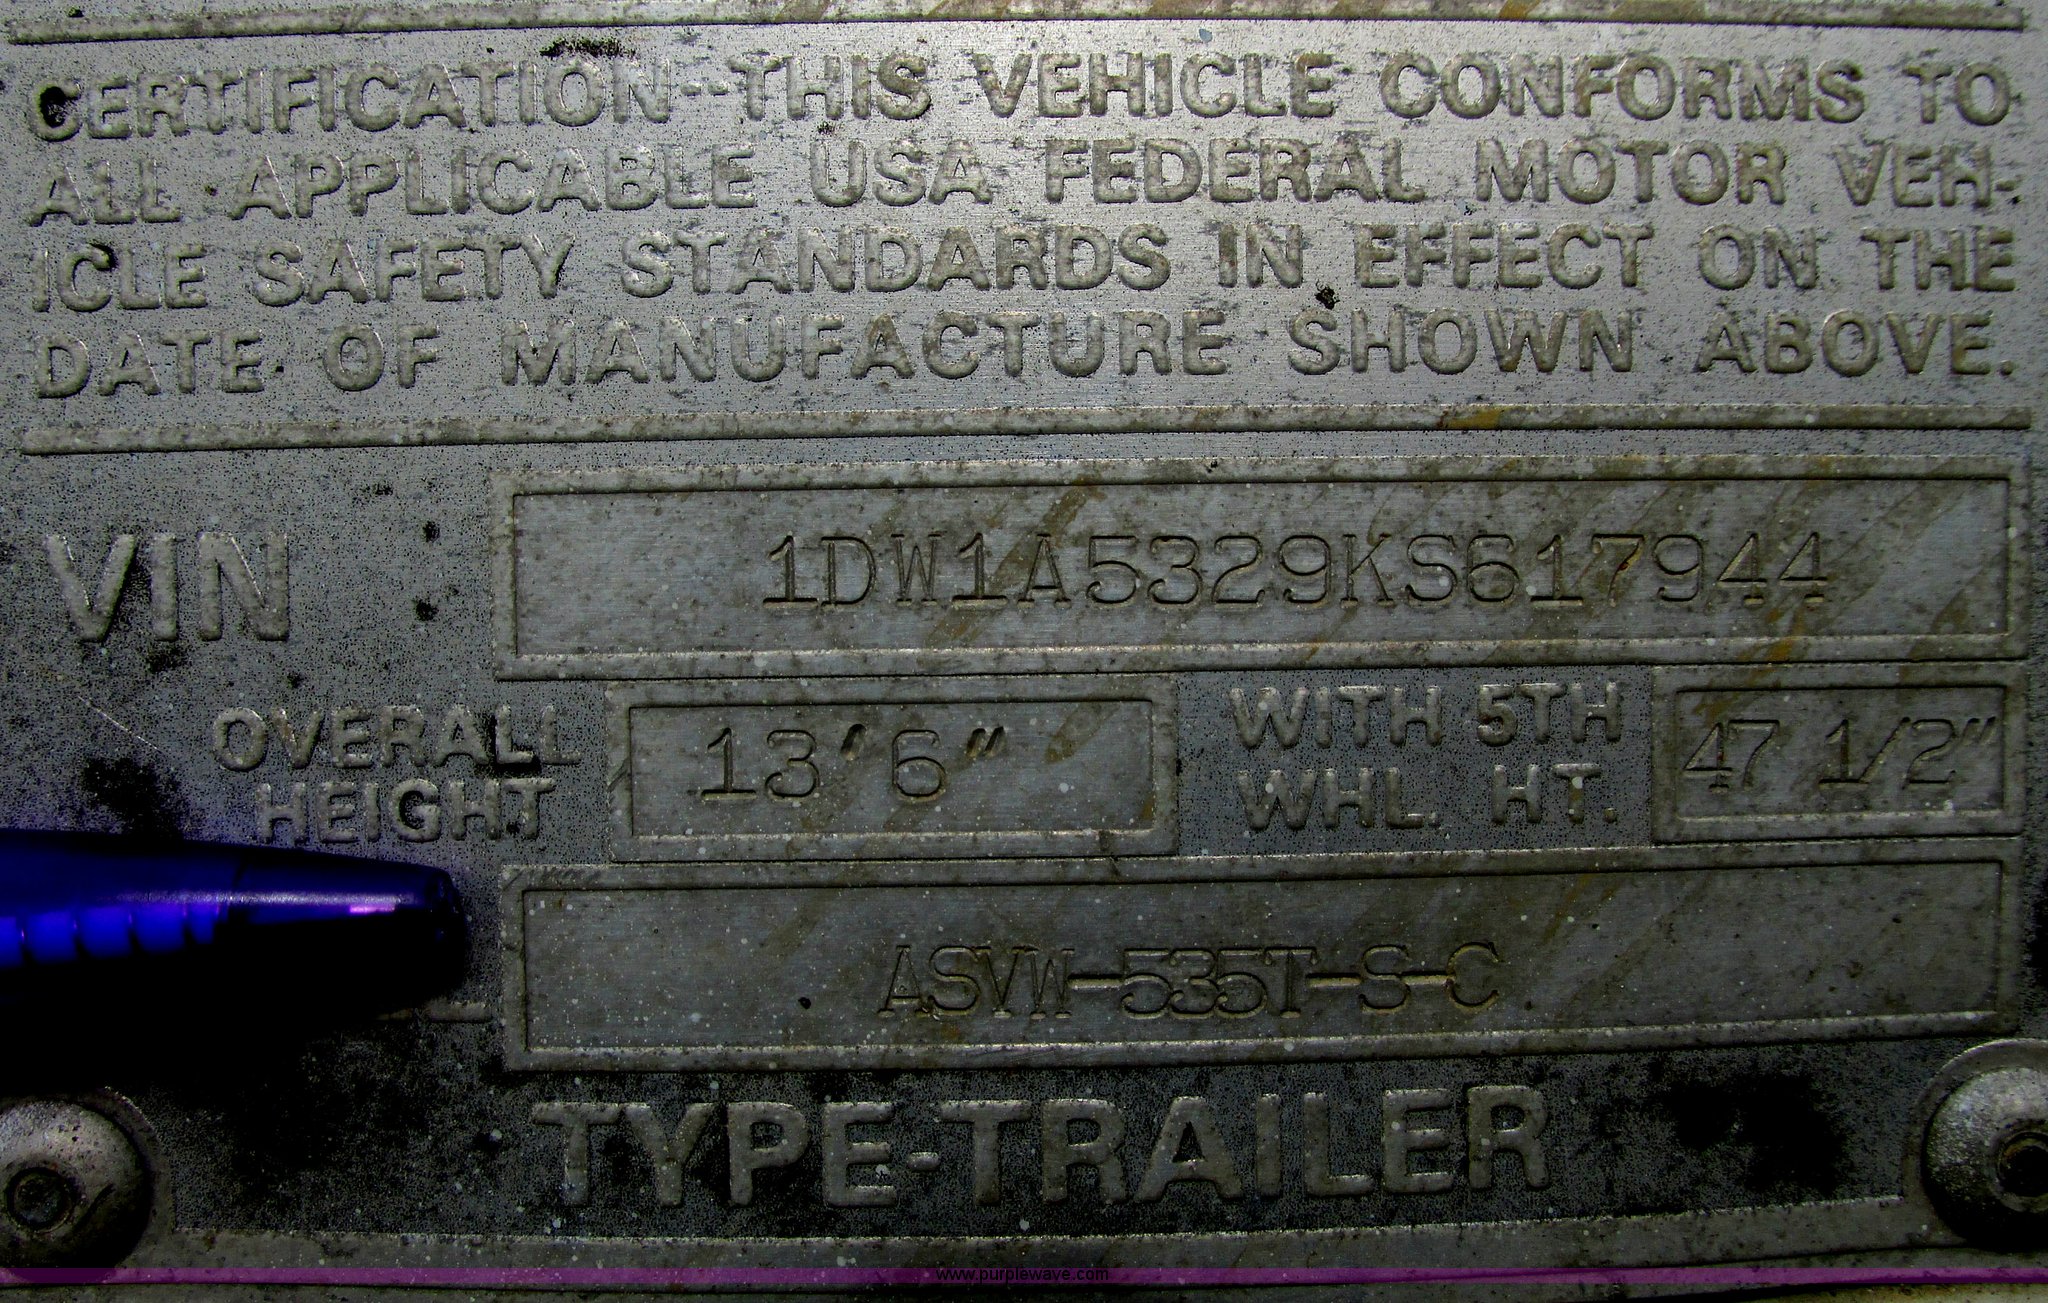 CERTIFICATION--THIS VEHICLE CONFORMS TO
ALL APPLICABLE USA FEDERAL MOTOR VEH-
ICLE SAFETY STANDARDS IN EFFECT ON THE
DATE OF MANUFACTURE SHOWN ABOVE.
VIN 1DW1A5329KS617944
OVERALL HEIGHT 13'6" WITH 5TH WHL. HT. 47 1/2"
ASVW-535T-S-C
TYPE-TRAILER
www.purplewave.com